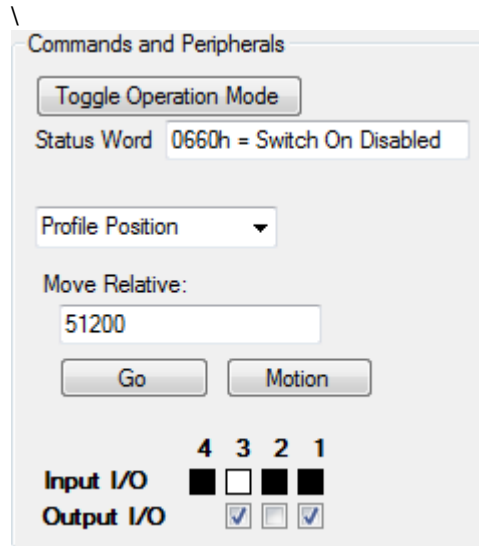 \
Commands and Peripherals
Toggle Operation Mode
Status Word 0660h = Switch On Disabled
Profile Position
Move Relative:
51200
Go Motion
4 3 2 1
Input I/O
Output I/O